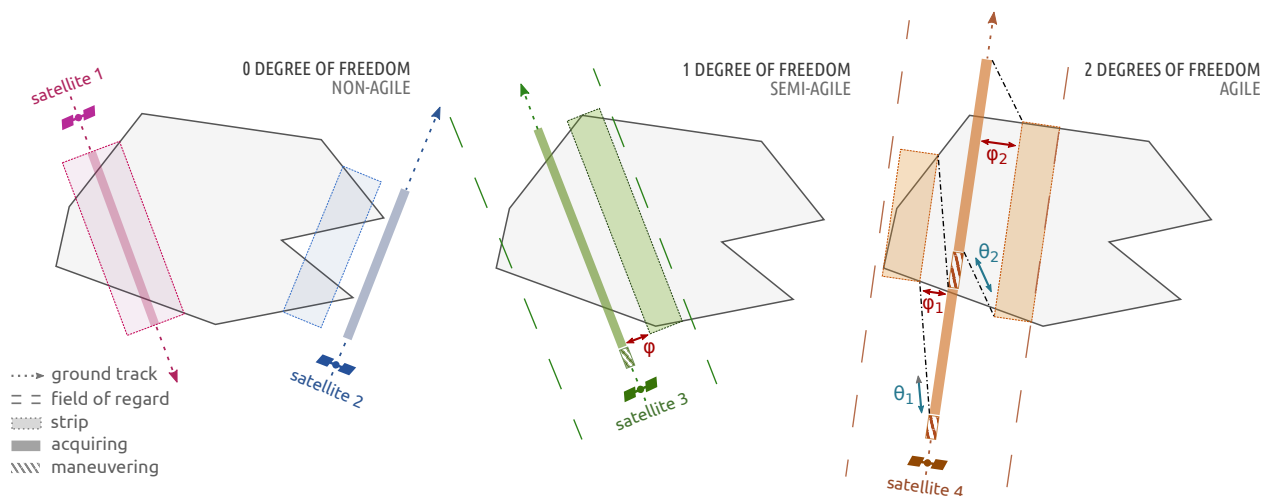 0 DEGREE OF FREEDOM
NON-AGILE
satellite 1
satellite 2
1 DEGREE OF FREEDOM
SEMI-AGILE
φ
satellite 3
2 DEGREES OF FREEDOM
AGILE
φ2
θ2
φ1
θ1
satellite 4
ground track
field of regard
strip
acquiring
maneuvering